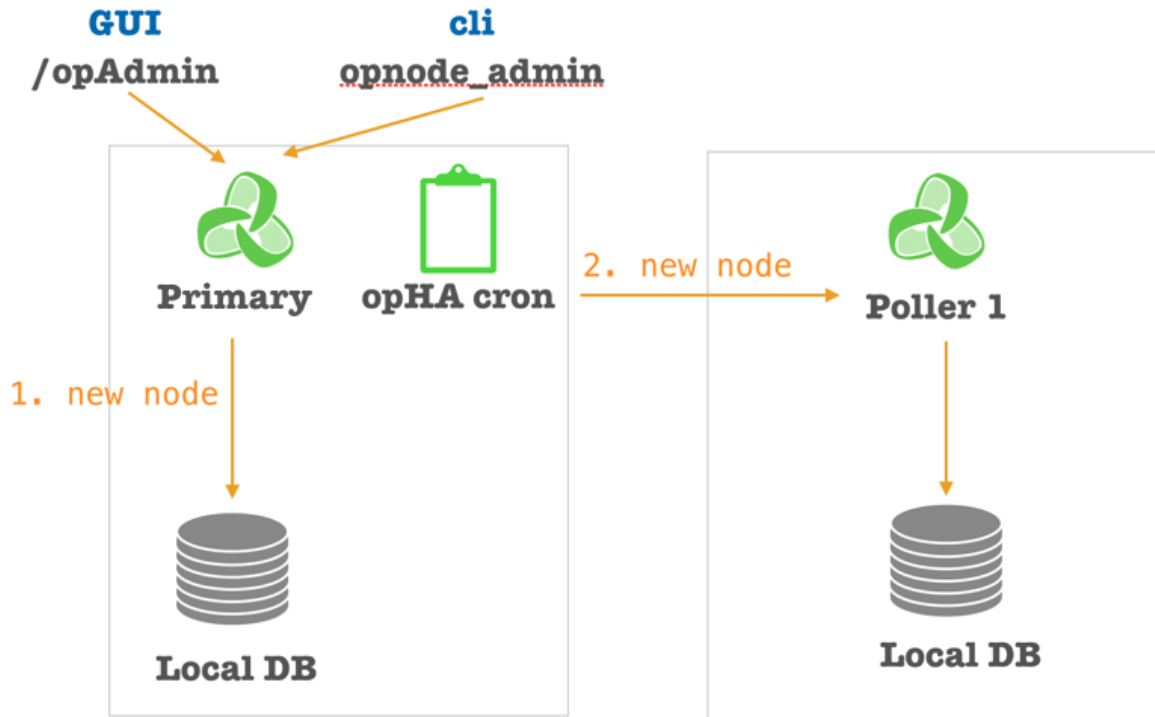 GUI
/opAdmin
cli
opnode_admin
Primary
opHA cron
2. new node
Poller 1
1. new node
Local DB
Local DB